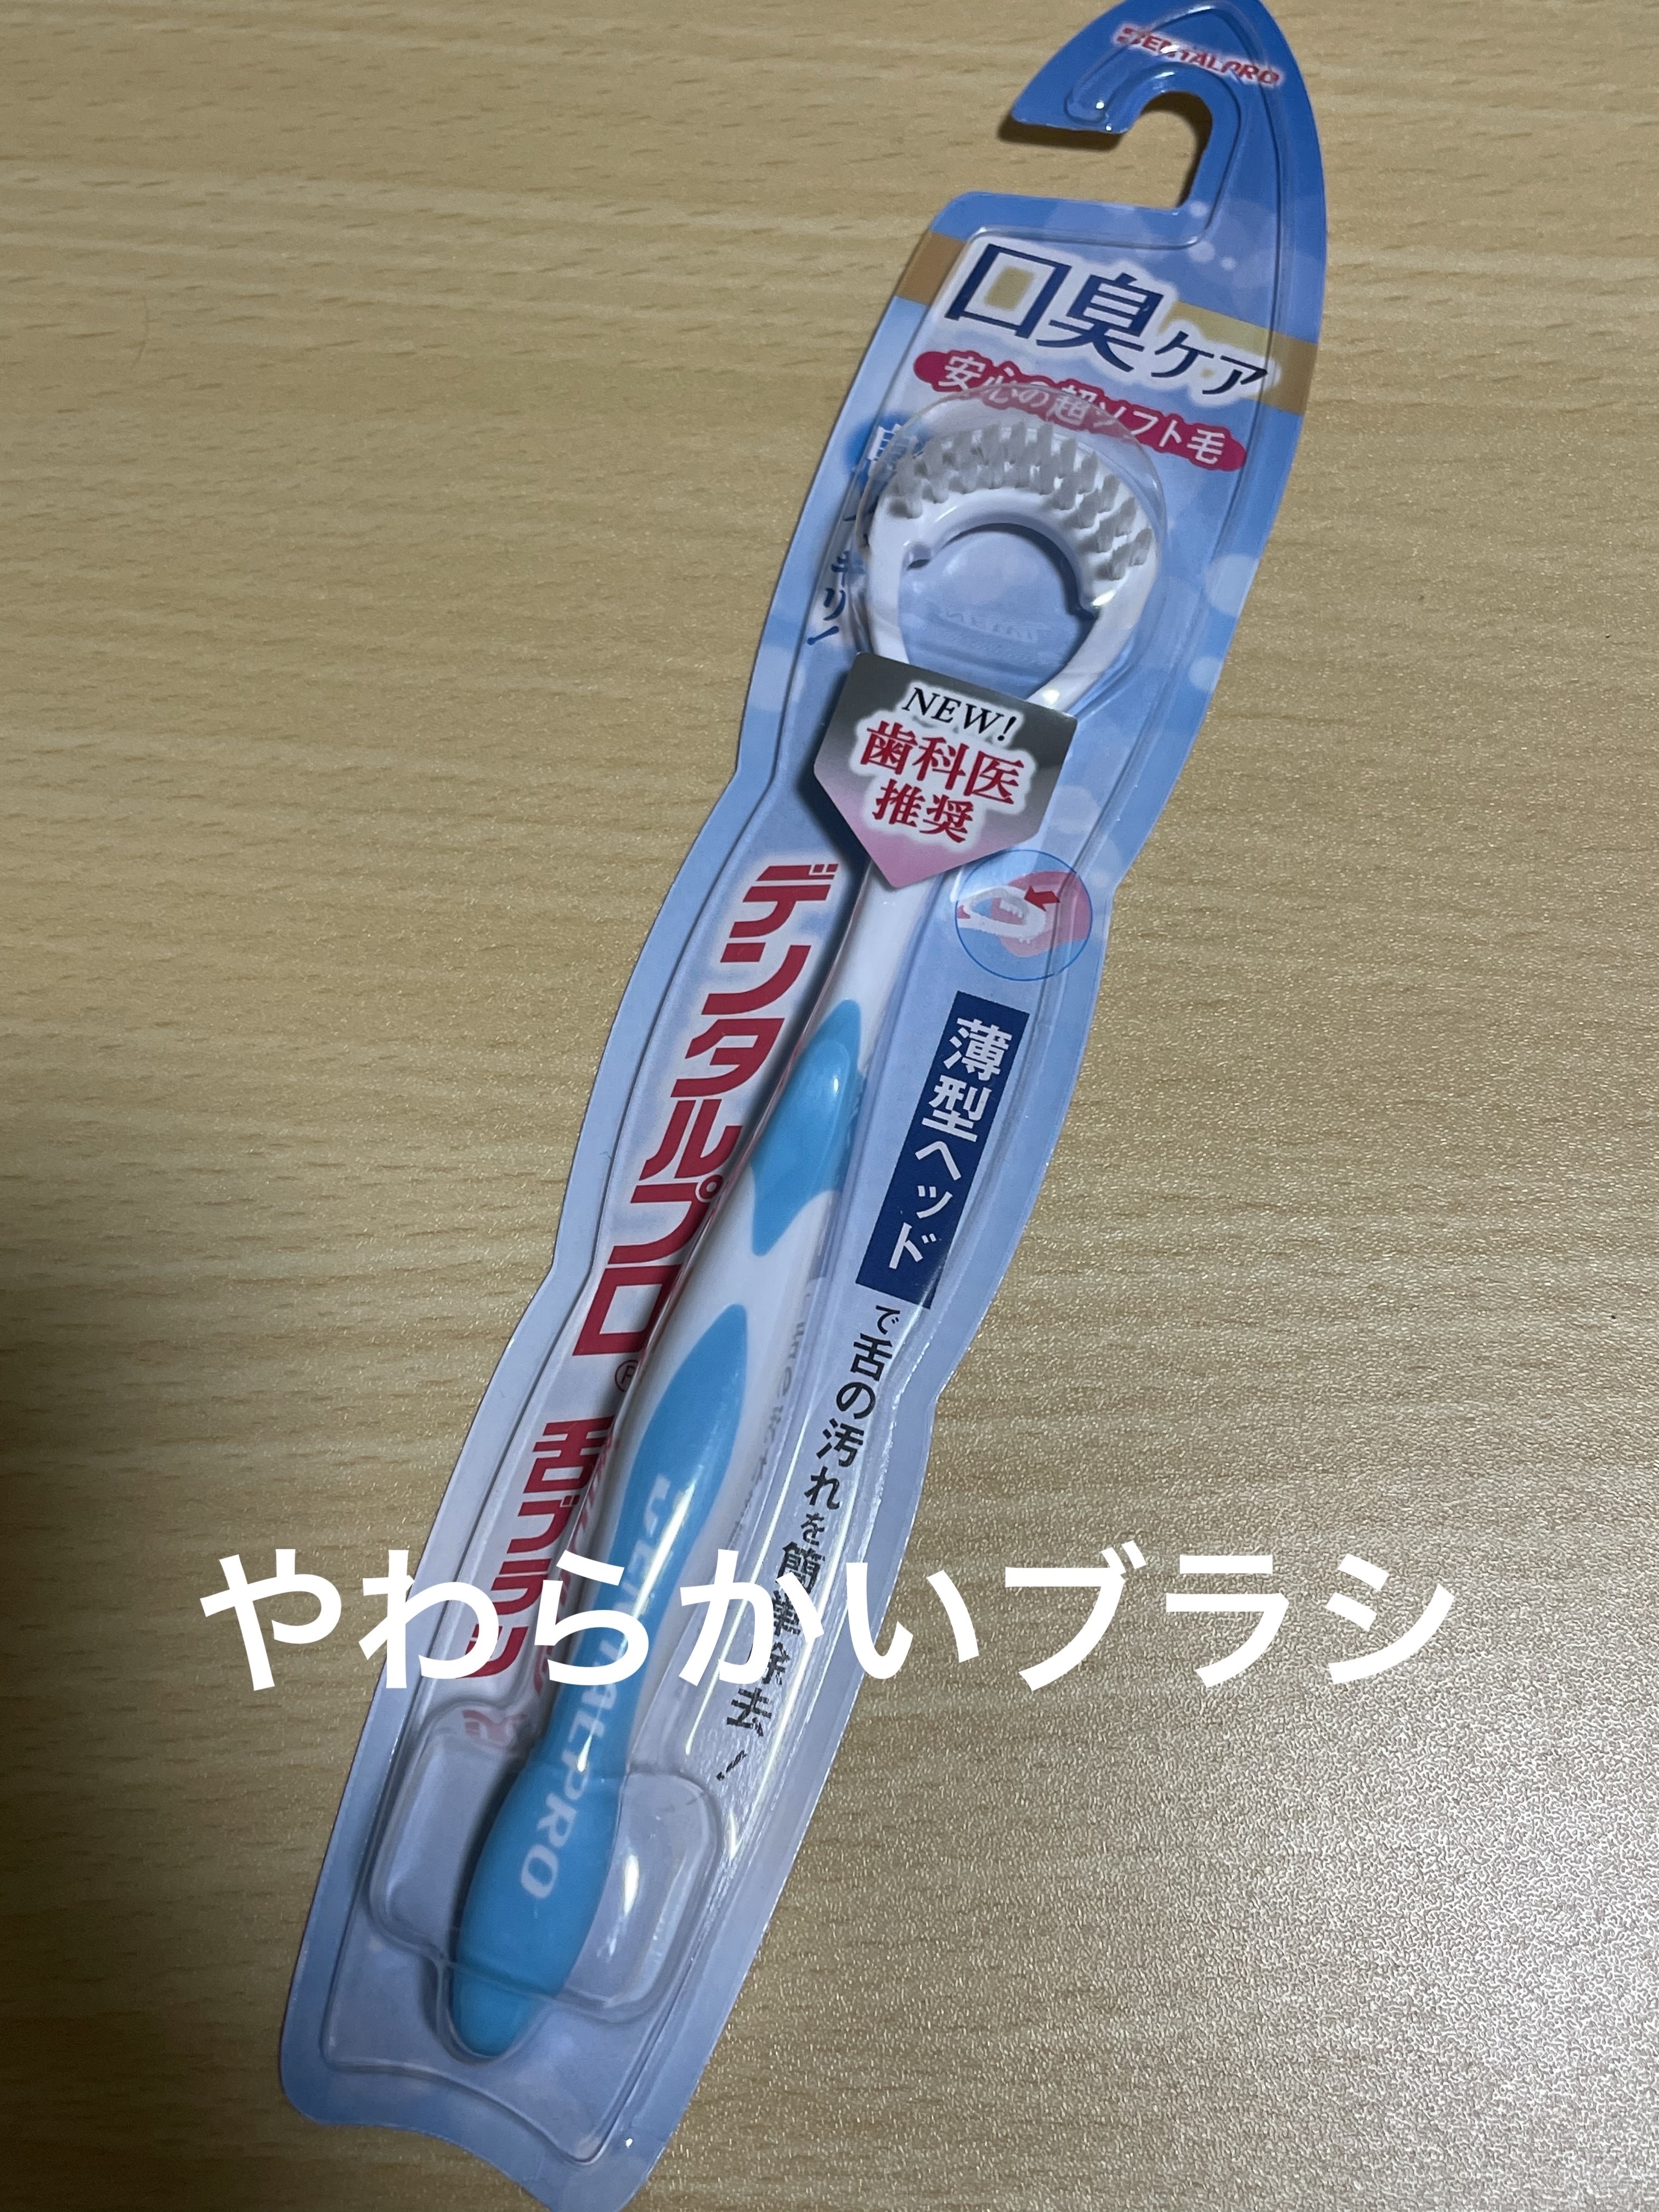 DENTALPRO
口臭ケア
安心の超ソフト毛
キリ!
NEW!
歯科医
推奨
デンタルプロ®
舌ブラシ
薄型ヘッド
で舌の汚れを簡単除去!
DENTALPRO
やわらかいブラシ